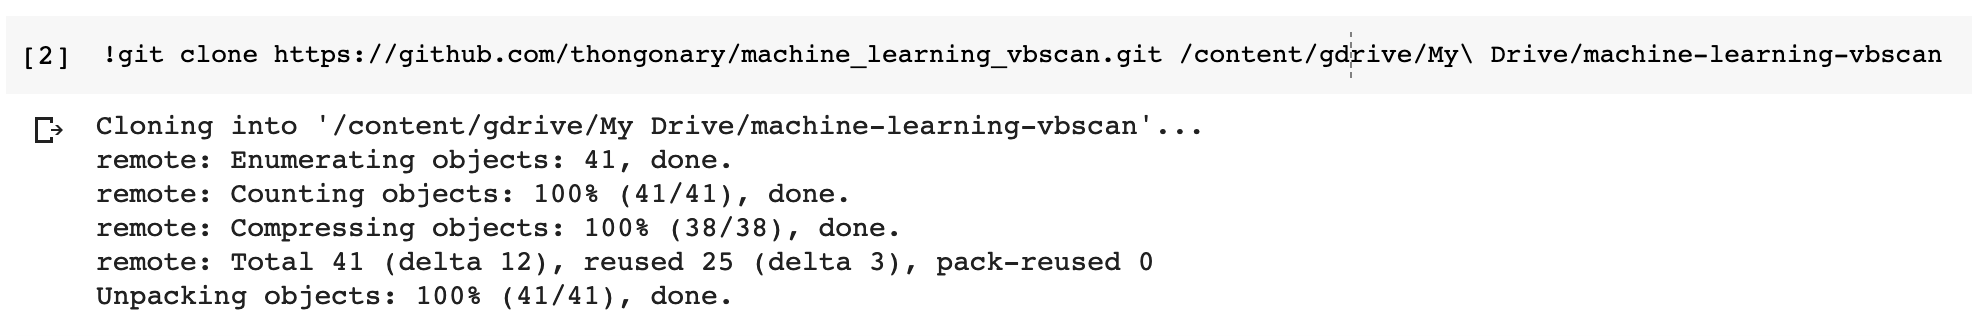 [2] !git clone https://github.com/thongonary/machine_learning_vbscan.git /content/gdrive/My\ Drive/machine-learning-vbscan
Cloning into '/content/gdrive/My Drive/machine-learning-vbscan'...
remote: Enumerating objects: 41, done.
remote: Counting objects: 100% (41/41), done.
remote: Compressing objects: 100% (38/38), done.
remote: Total 41 (delta 12), reused 25 (delta 3), pack-reused 0
Unpacking objects: 100% (41/41), done.